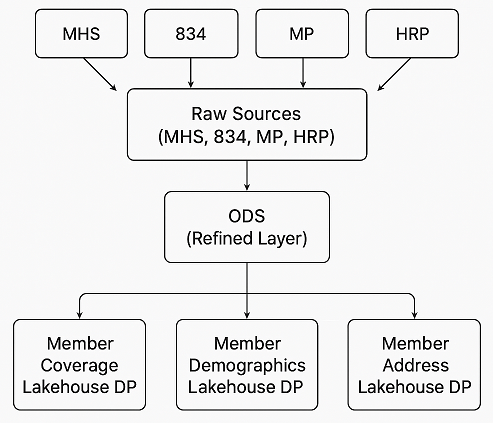 MHS
834
MP
HRP
Raw Sources
(MHS, 834, MP, HRP)
ODS
(Refined Layer)
Member
Coverage
Lakehouse DP
Member
Demographics
Lakehouse DP
Member
Address
Lakehouse DP